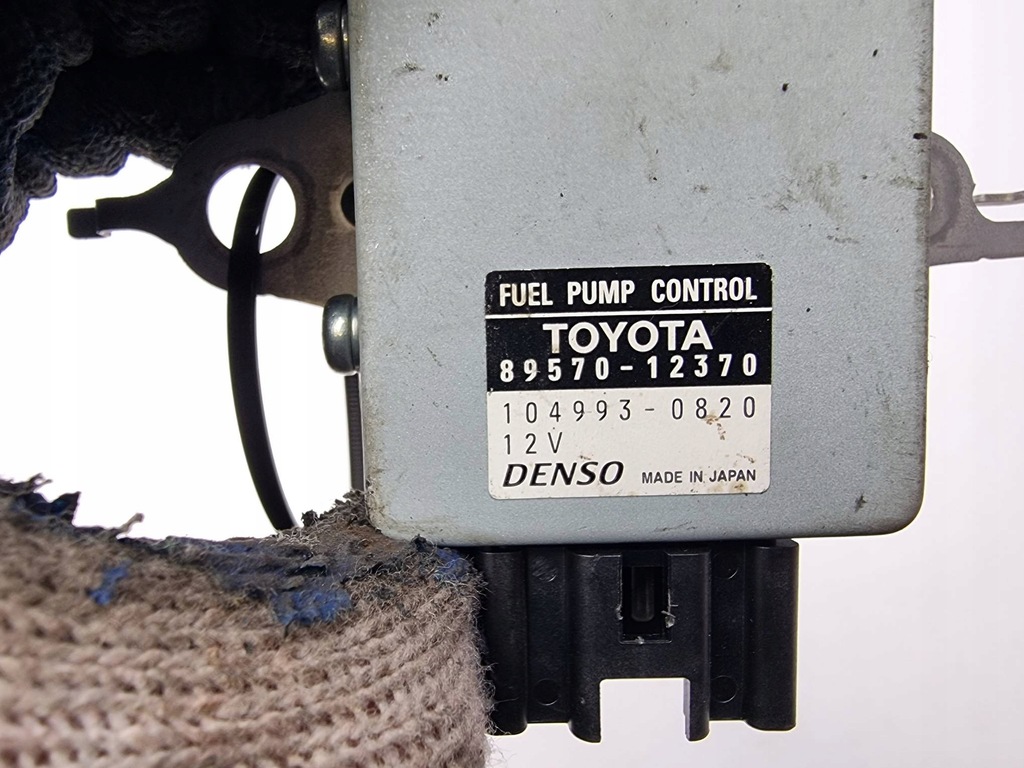 FUEL PUMP CONTROL
TOYOTA
89570-12370
104993-0820
12V
DENSO MADE IN JAPAN